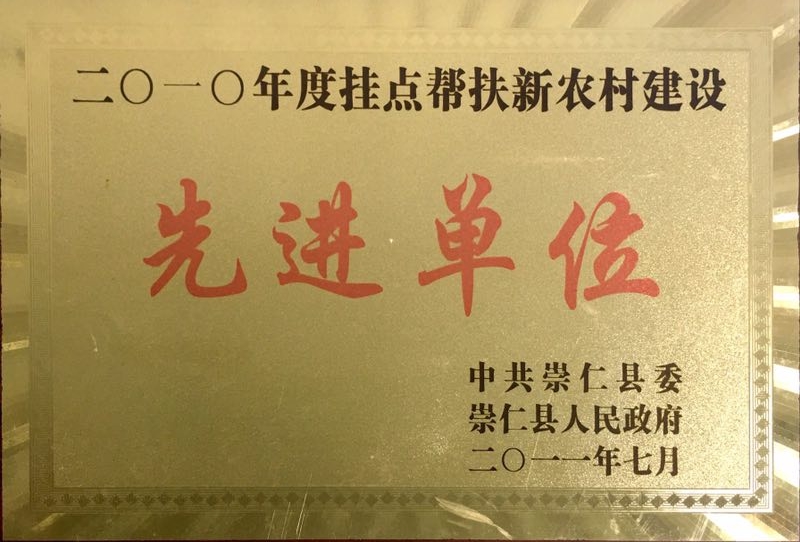 二〇一〇年度挂点帮扶新农村建设
先进单位
中共崇仁县委
崇仁县人民政府
二〇一一年七月